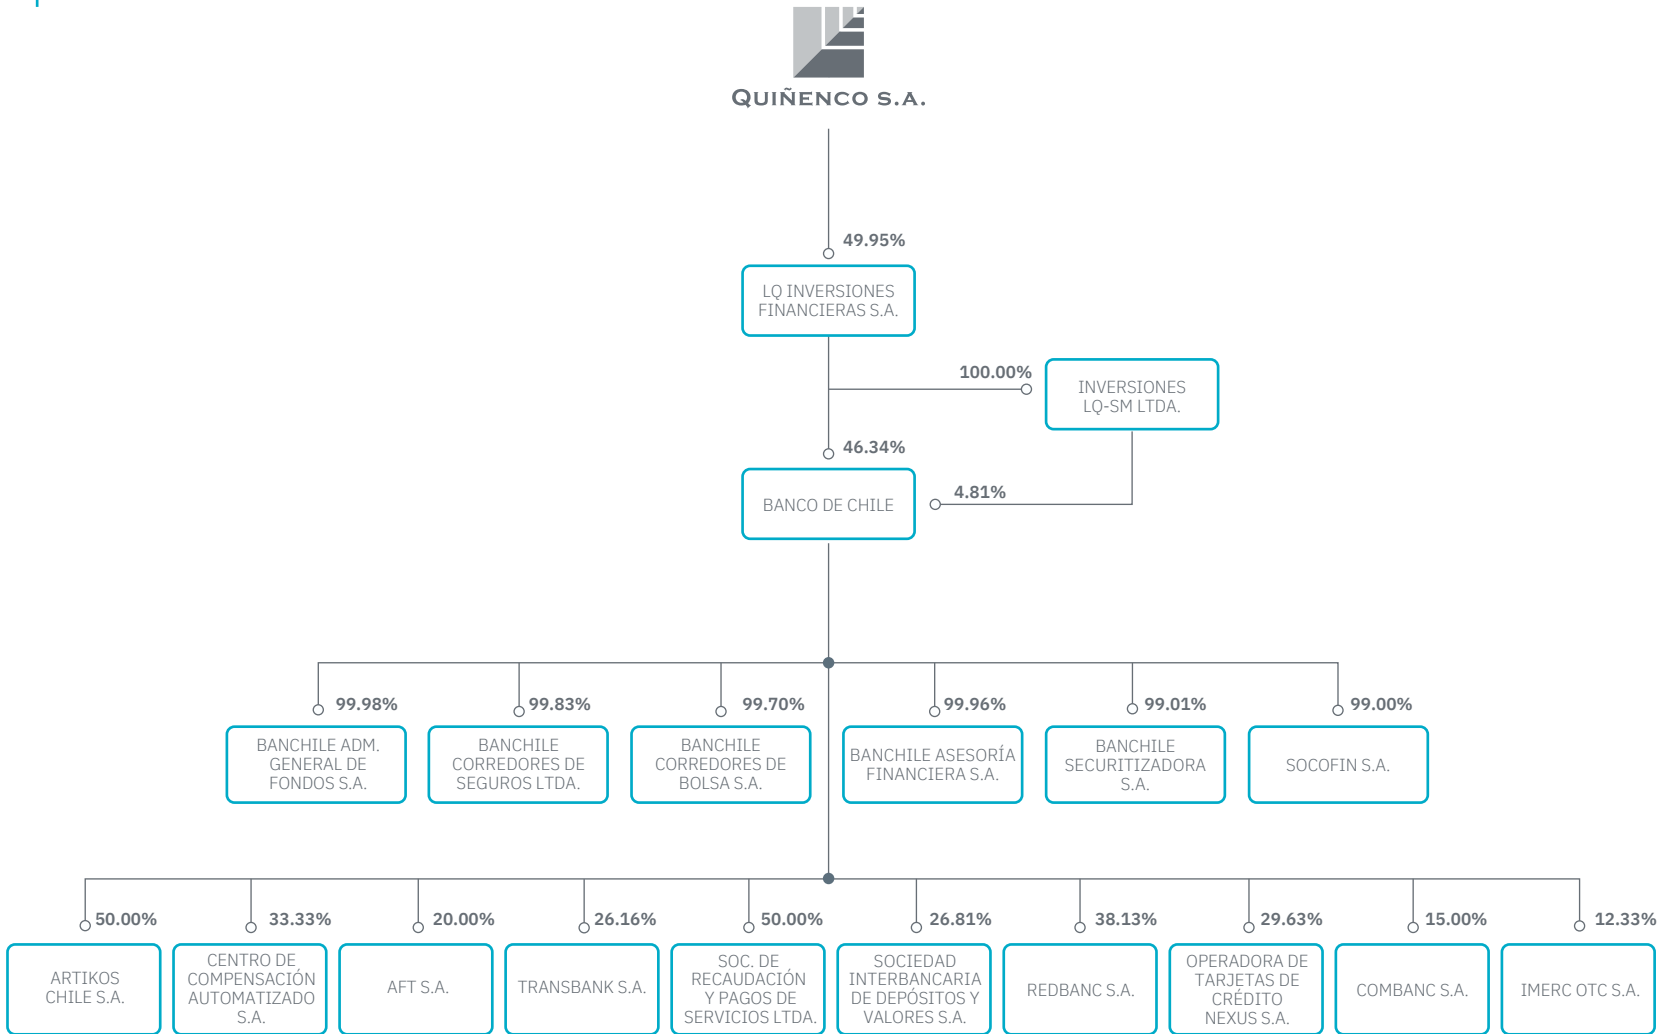 QUIÑENCO S.A.
49.95%
LQ INVERSIONES
FINANCIERAS S.A.
100.00%
INVERSIONES
LQ-SM LTDA.
46.34%
BANCO DE CHILE
4.81%
99.98%
99.83%
99.70%
99.96%
99.01%
99.00%
BANCHILE ADM.
GENERAL DE
FONDOS S.A.
BANCHILE
CORREDORES DE
SEGUROS LTDA.
BANCHILE
CORREDORES DE
BOLSA S.A.
BANCHILE ASESORÍA
FINANCIERA S.A.
BANCHILE
SECURITIZADORA
S.A.
SOCOFIN S.A.
50.00%
33.33%
20.00%
26.16%
50.00%
26.81%
38.13%
29.63%
15.00%
12.33%
ARTIKOS
CHILE S.A.
CENTRO DE
COMPENSACIÓN
AUTOMATIZADO
S.A.
AFT S.A.
TRANSBANK S.A.
SOC. DE
RECAUDACIÓN
Y PAGOS DE
SERVICIOS LTDA.
SOCIEDAD
INTERBANCARIA
DE DEPÓSITOS Y
VALORES S.A.
REDBANC S.A.
OPERADORA DE
TARJETAS DE
CRÉDITO
NEXUS S.A.
COMBANC S.A.
IMERC OTC S.A.